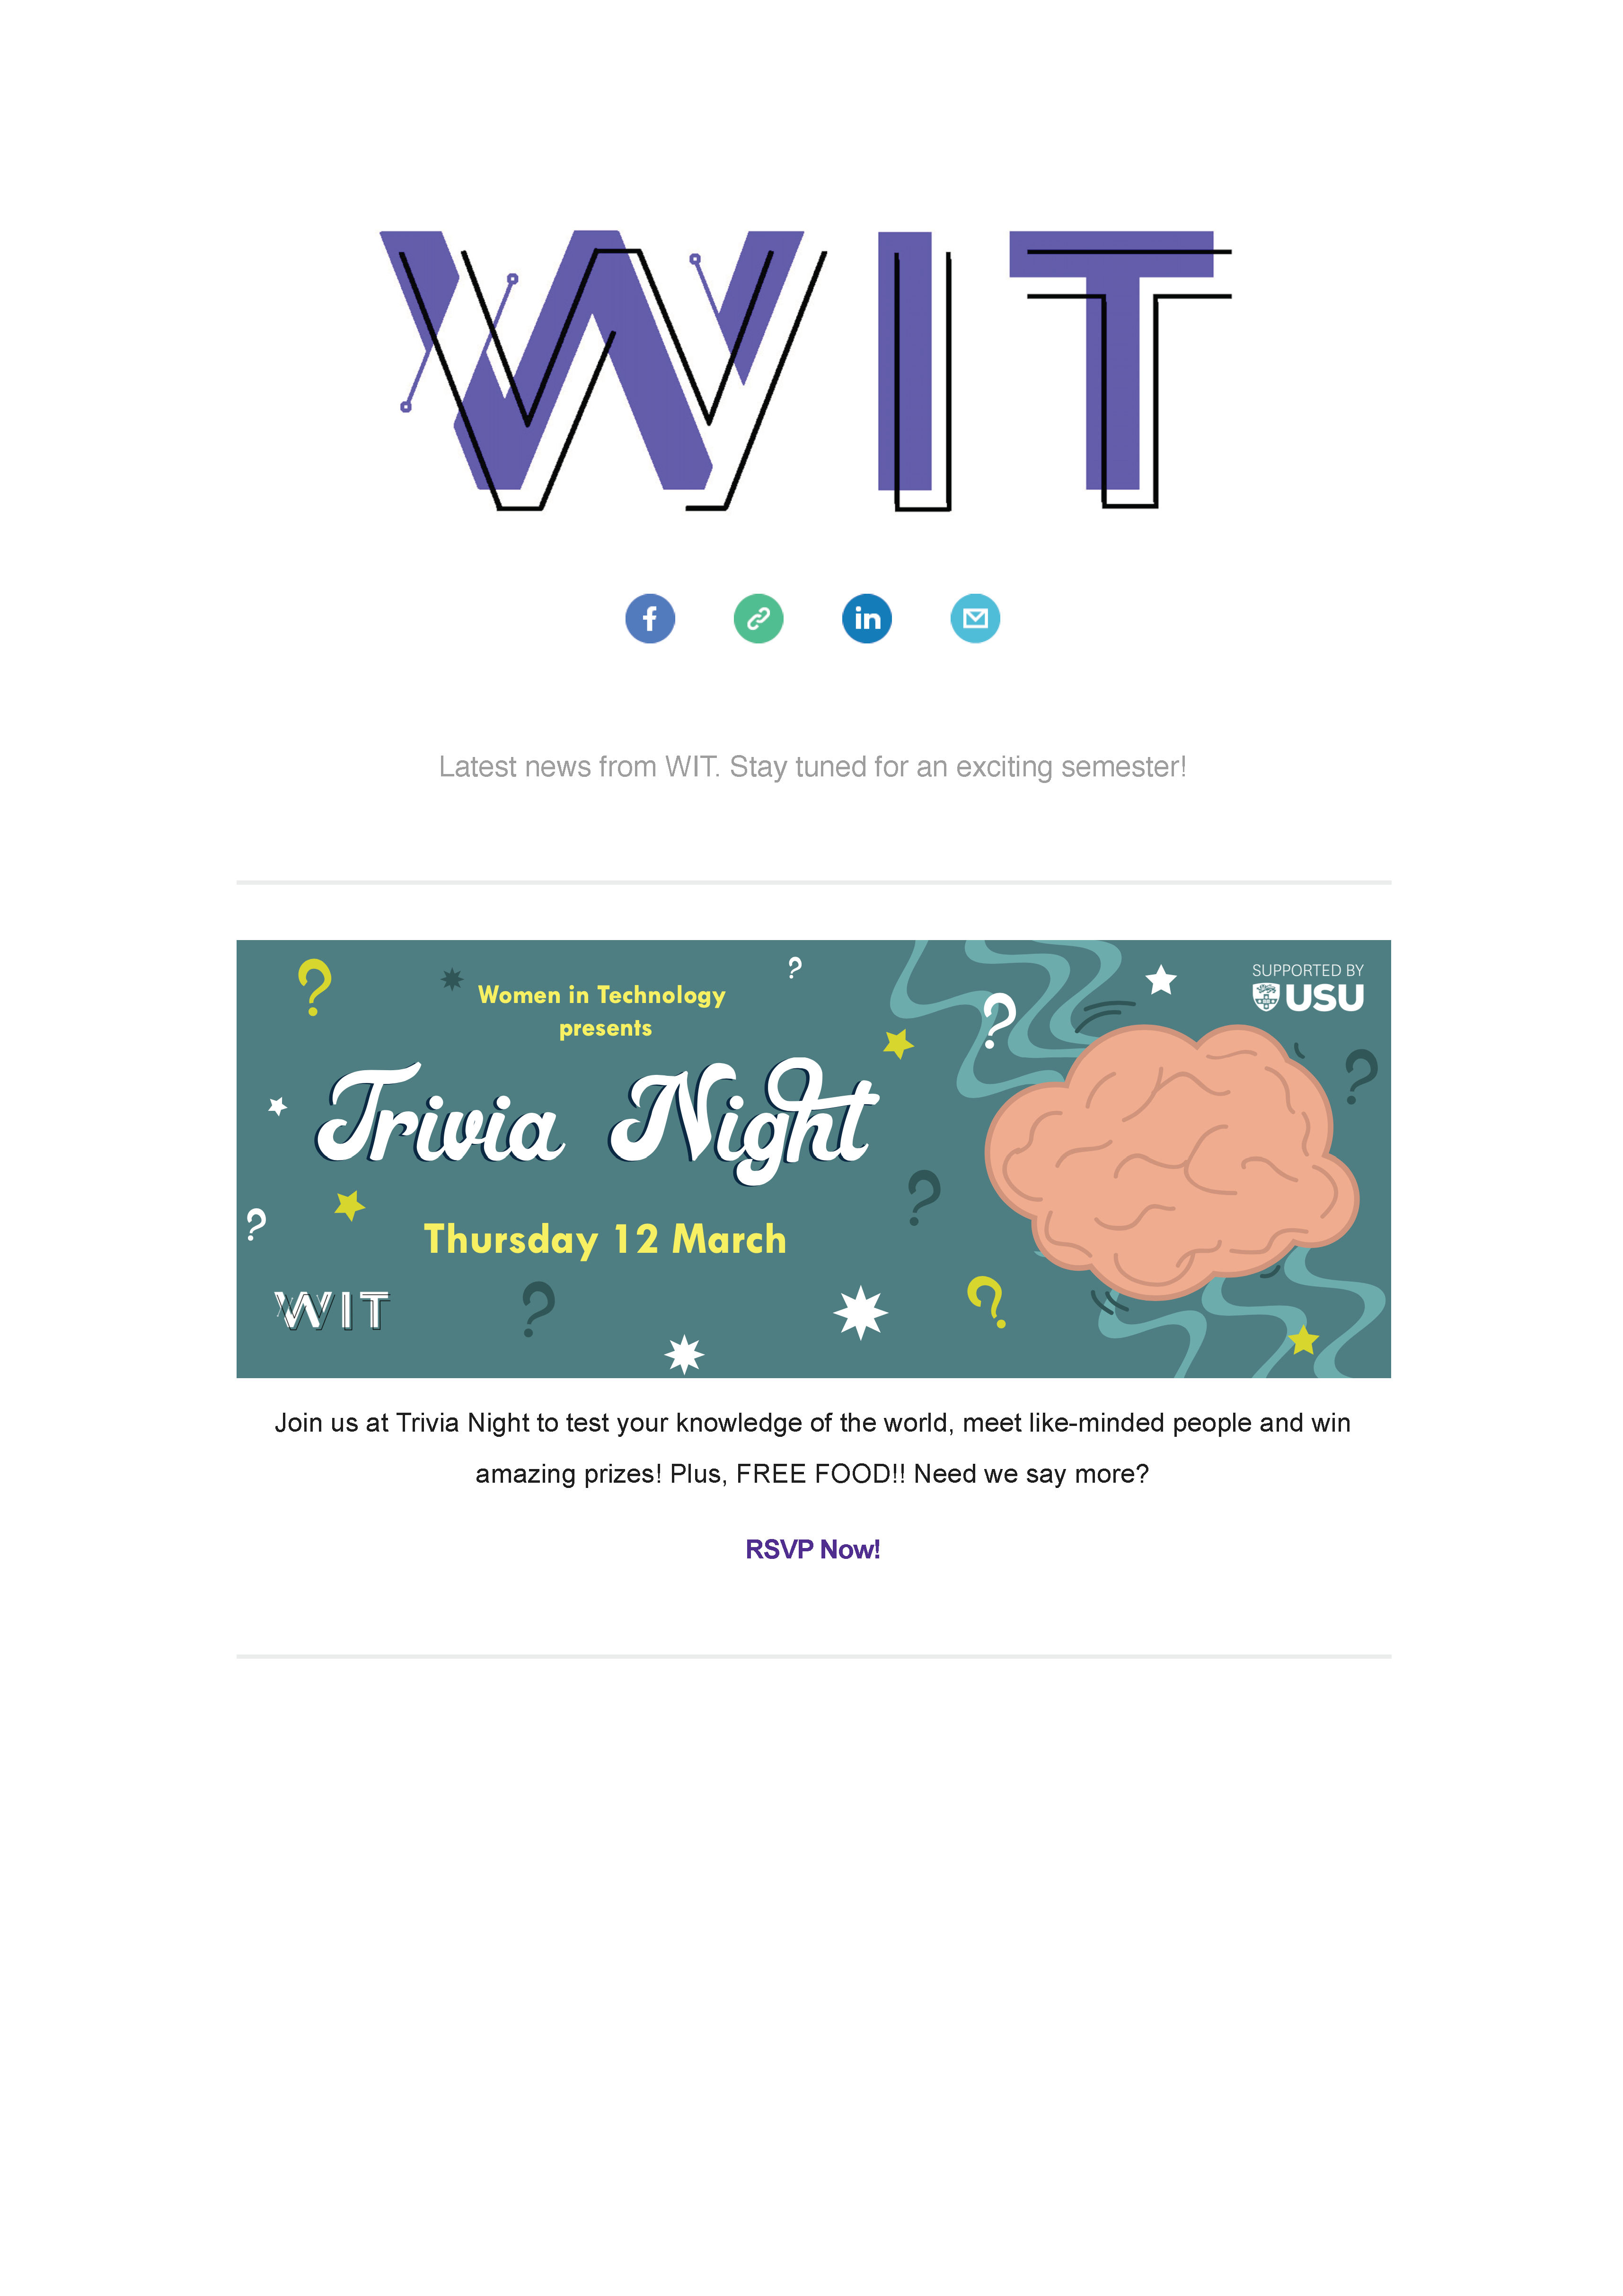 WIT
Latest news from WIT. Stay tuned for an exciting semester!
Women in Technology
presents
SUPPORTED BY
USU
Trivia Night
Thursday 12 March
WIT
Join us at Trivia Night to test your knowledge of the world, meet like-minded people and win
amazing prizes! Plus, FREE FOOD!! Need we say more?
RSVP Now!